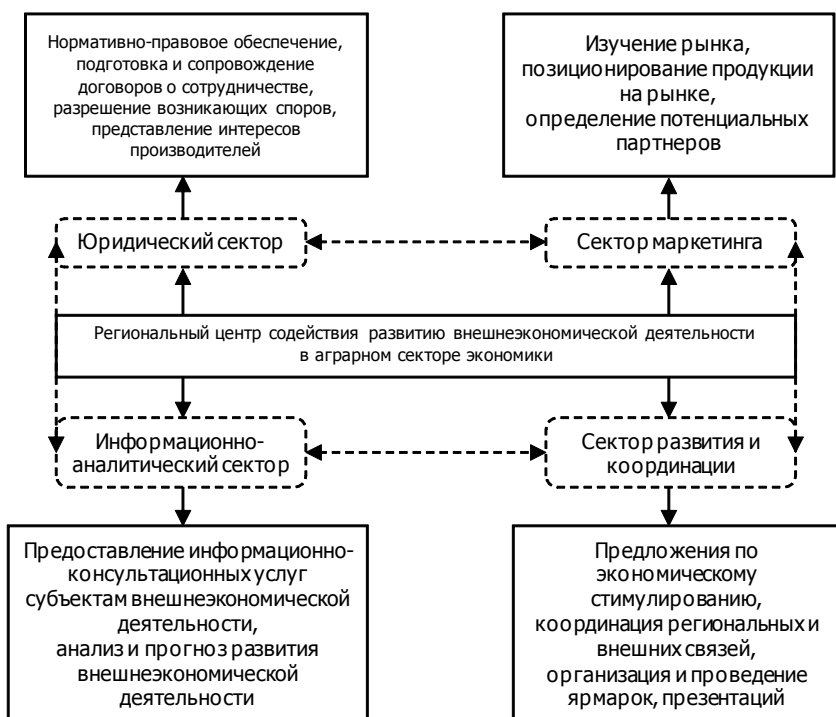 Нормативно-правовое обеспечение,
подготовка и сопровождение
договоров о сотрудничестве,
разрешение возникающих споров,
представление интересов
производителей
Изучение рынка,
позиционирование продукции
на рынке,
определение потенциальных
партнеров
Юридический сектор
Сектор маркетинга
Региональный центр содействия развитию внешнеэкономической деятельности
в аграрном секторе экономики
Информационно-
аналитический сектор
Сектор развития и
координации
Предоставление информационно-
консультационных услуг
субъектам внешнеэкономической
деятельности,
анализ и прогноз развития
внешнеэкономической
деятельности
Предложения по
экономическому
стимулированию,
координация региональных и
внешних связей,
организация и проведение
ярмарок, презентаций